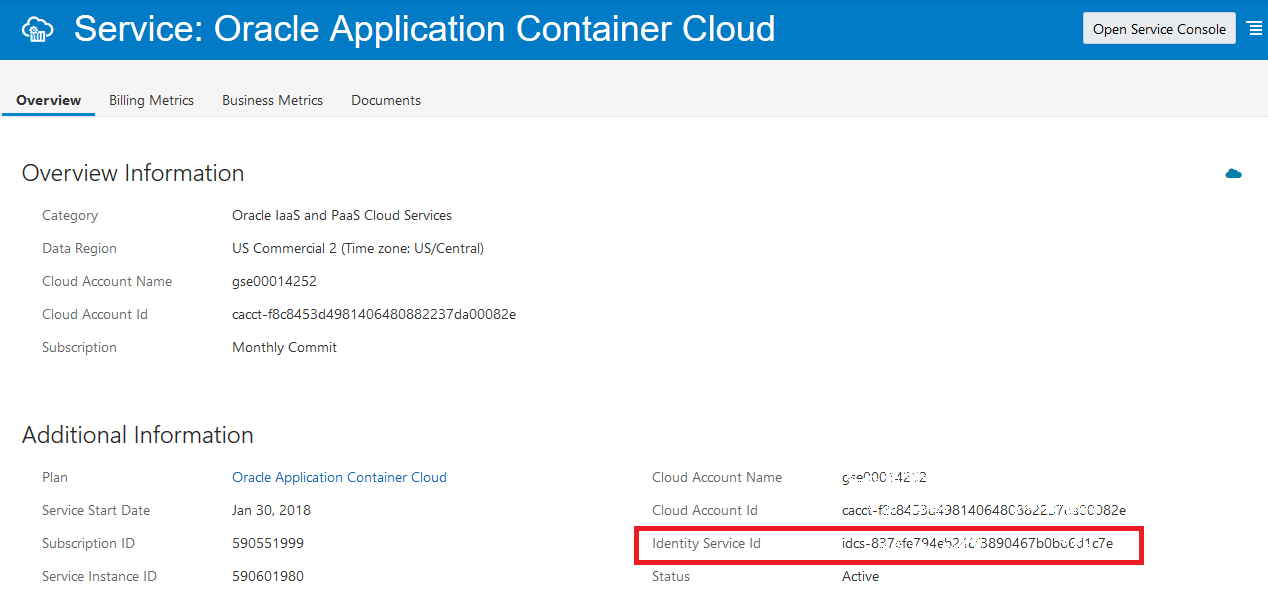 Service: Oracle Application Container Cloud
Open Service Console
Overview Billing Metrics Business Metrics Documents
Overview Information
Category Oracle IaaS and PaaS Cloud Services
Data Region US Commercial 2 (Time zone: US/Central)
Cloud Account Name gse00014252
Cloud Account Id cacct-f8c8453d4981406480882237da00082e
Subscription Monthly Commit
Additional Information
Plan Oracle Application Container Cloud
Cloud Account Name
Service Start Date Jan 30, 2018
Cloud Account Id
Subscription ID 590551999
Identity Service Id
Service Instance ID 590601980
Status Active